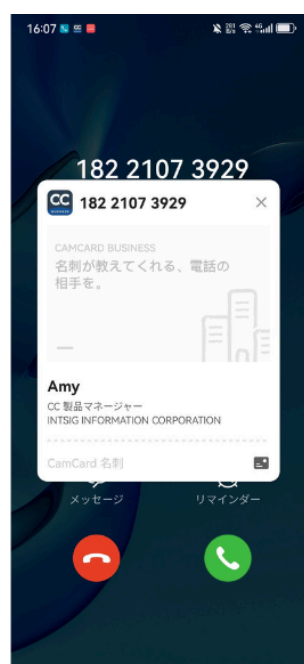 16:07
182 2107 3929
CC
182 2107 3929
CAMCARD BUSINESS
名刺が教えてくれる、電話の
相手を。
Amy
CC 製品マネージャー
INTSIG INFORMATION CORPORATION
CamCard 名刺
メッセージ
リマインダー